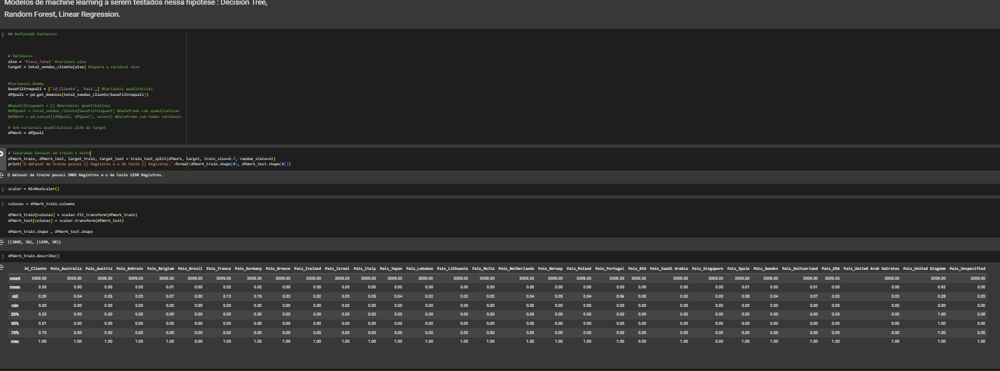 Modelos de machine learning a serem testados nessa hipótese : Decision Tree,
Random Forest, Linear Regression.
## Definindo Variaveis
# Variáveis
alvo = 'Preco_Total' #variável alvo
target = total_vendas_cliente[alvo] #Separa a variável alvo
#Variaveis Dummy
baseFiltroquali = ['Id_Cliente', 'Pais',] #Variáveis qualitativas
dfQuali = pd.get_dummies(total_vendas_cliente[baseFiltroquali])
#baseFiltroquant = [] #Variáveis quantitativas
#dfQuant = total_vendas_cliente[baseFiltroquant] #Dataframe com quantitativas
#dfWork = pd.concat([dfQuali, dfQuant], axis=1) #Dataframe com todas variáveis
# Sem variaveis quantitativas além da target
dfWork = dfQuali
# Separando Dataset em treino e teste
dfWork_train, dfWork_test, target_train, target_test = train_test_split(dfWork, target, train_size=0.7, random_state=42)
print('O dataset de treino possui {} Registros e o de teste {} Registros.'.format(dfWork_train.shape[0], dfWork_test.shape[0]))
O dataset de treino possui 3009 Registros e o de teste 1290 Registros.
scaler = MinMaxScaler()
colunas = dfWork_train.columns
dfWork_train[colunas] = scaler.fit_transform(dfWork_train)
dfWork_test[colunas] = scaler.transform(dfWork_test)
dfWork_train.shape , dfWork_test.shape
((3009, 30), (1290, 30))
dfWork_train.describe()
Id_Cliente Pais_Australia Pais_Austria Pais_Bahrain Pais_Belgium Pais_Brazil Pais_France Pais_Germany Pais_Greece Pais_Iceland Pais_Israel Pais_Italy Pais_Japan Pais_Lebanon Pais_Lithuania Pais_Malta Pais_Netherlands Pais_Norway Pais_Poland Pais_Portugal Pais_RSA Pais_Saudi Arabia Pais_Singapore Pais_Spain Pais_Sweden Pais_Switzerland Pais_USA Pais_United Arab Emirates Pais_United Kingdom Pais_Unspecified
count 3009.00 3009.00 3009.00 3009.00 3009.00 3009.00 3009.00 3009.00 3009.00 3009.00 3009.00 3009.00 3009.00 3009.00 3009.00 3009.00 3009.00 3009.00 3009.00 3009.00 3009.00 3009.00 3009.00 3009.00 3009.00 3009.00 3009.00 3009.00 3009.00 3009.00
mean 0.50 0.00 0.00 0.00 0.01 0.00 0.02 0.02 0.00 0.00 0.00 0.00 0.00 0.00 0.00 0.00 0.00 0.00 0.00 0.00 0.00 0.00 0.00 0.01 0.00 0.01 0.00 0.00 0.92 0.00
std 0.29 0.04 0.05 0.03 0.07 0.00 0.13 0.15 0.03 0.02 0.03 0.05 0.04 0.02 0.02 0.03 0.04 0.05 0.04 0.06 0.00 0.02 0.00 0.08 0.04 0.07 0.02 0.03 0.28 0.03
min 0.00 0.00 0.00 0.00 0.00 0.00 0.00 0.00 0.00 0.00 0.00 0.00 0.00 0.00 0.00 0.00 0.00 0.00 0.00 0.00 0.00 0.00 0.00 0.00 0.00 0.00 0.00 0.00 0.00 0.00
25% 0.25 0.00 0.00 0.00 0.00 0.00 0.00 0.00 0.00 0.00 0.00 0.00 0.00 0.00 0.00 0.00 0.00 0.00 0.00 0.00 0.00 0.00 0.00 0.00 0.00 0.00 0.00 0.00 1.00 0.00
50% 0.51 0.00 0.00 0.00 0.00 0.00 0.00 0.00 0.00 0.00 0.00 0.00 0.00 0.00 0.00 0.00 0.00 0.00 0.00 0.00 0.00 0.00 0.00 0.00 0.00 0.00 0.00 0.00 1.00 0.00
75% 0.75 0.00 0.00 0.00 0.00 0.00 0.00 0.00 0.00 0.00 0.00 0.00 0.00 0.00 0.00 0.00 0.00 0.00 0.00 0.00 0.00 0.00 0.00 0.00 0.00 0.00 0.00 0.00 1.00 0.00
max 1.00 1.00 1.00 1.00 1.00 0.00 1.00 1.00 1.00 1.00 1.00 1.00 1.00 1.00 1.00 1.00 1.00 1.00 1.00 1.00 0.00 1.00 0.00 1.00 1.00 1.00 1.00 1.00 1.00 1.00